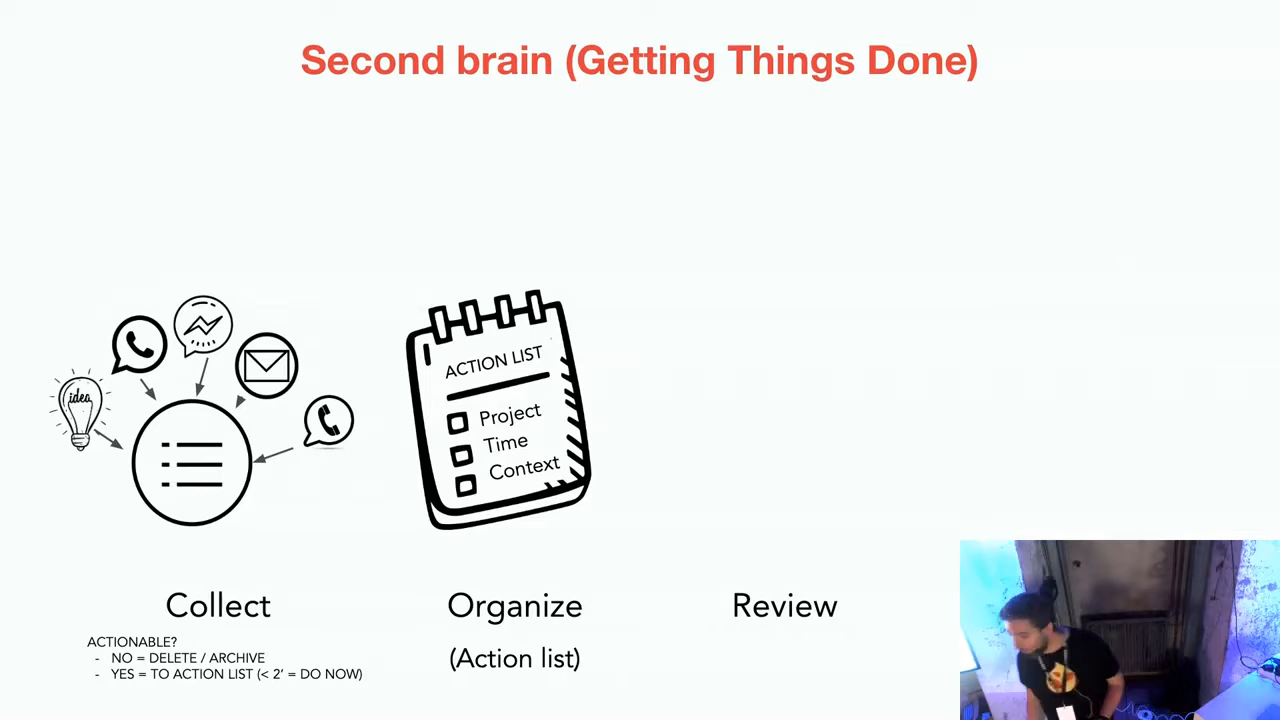 Second brain (Getting Things Done)
idea
ACTION LIST
Project
Time
Context
Collect
Organize
Review
ACTIONABLE?
- NO = DELETE / ARCHIVE
- YES = TO ACTION LIST (< 2' = DO NOW)
(Action list)